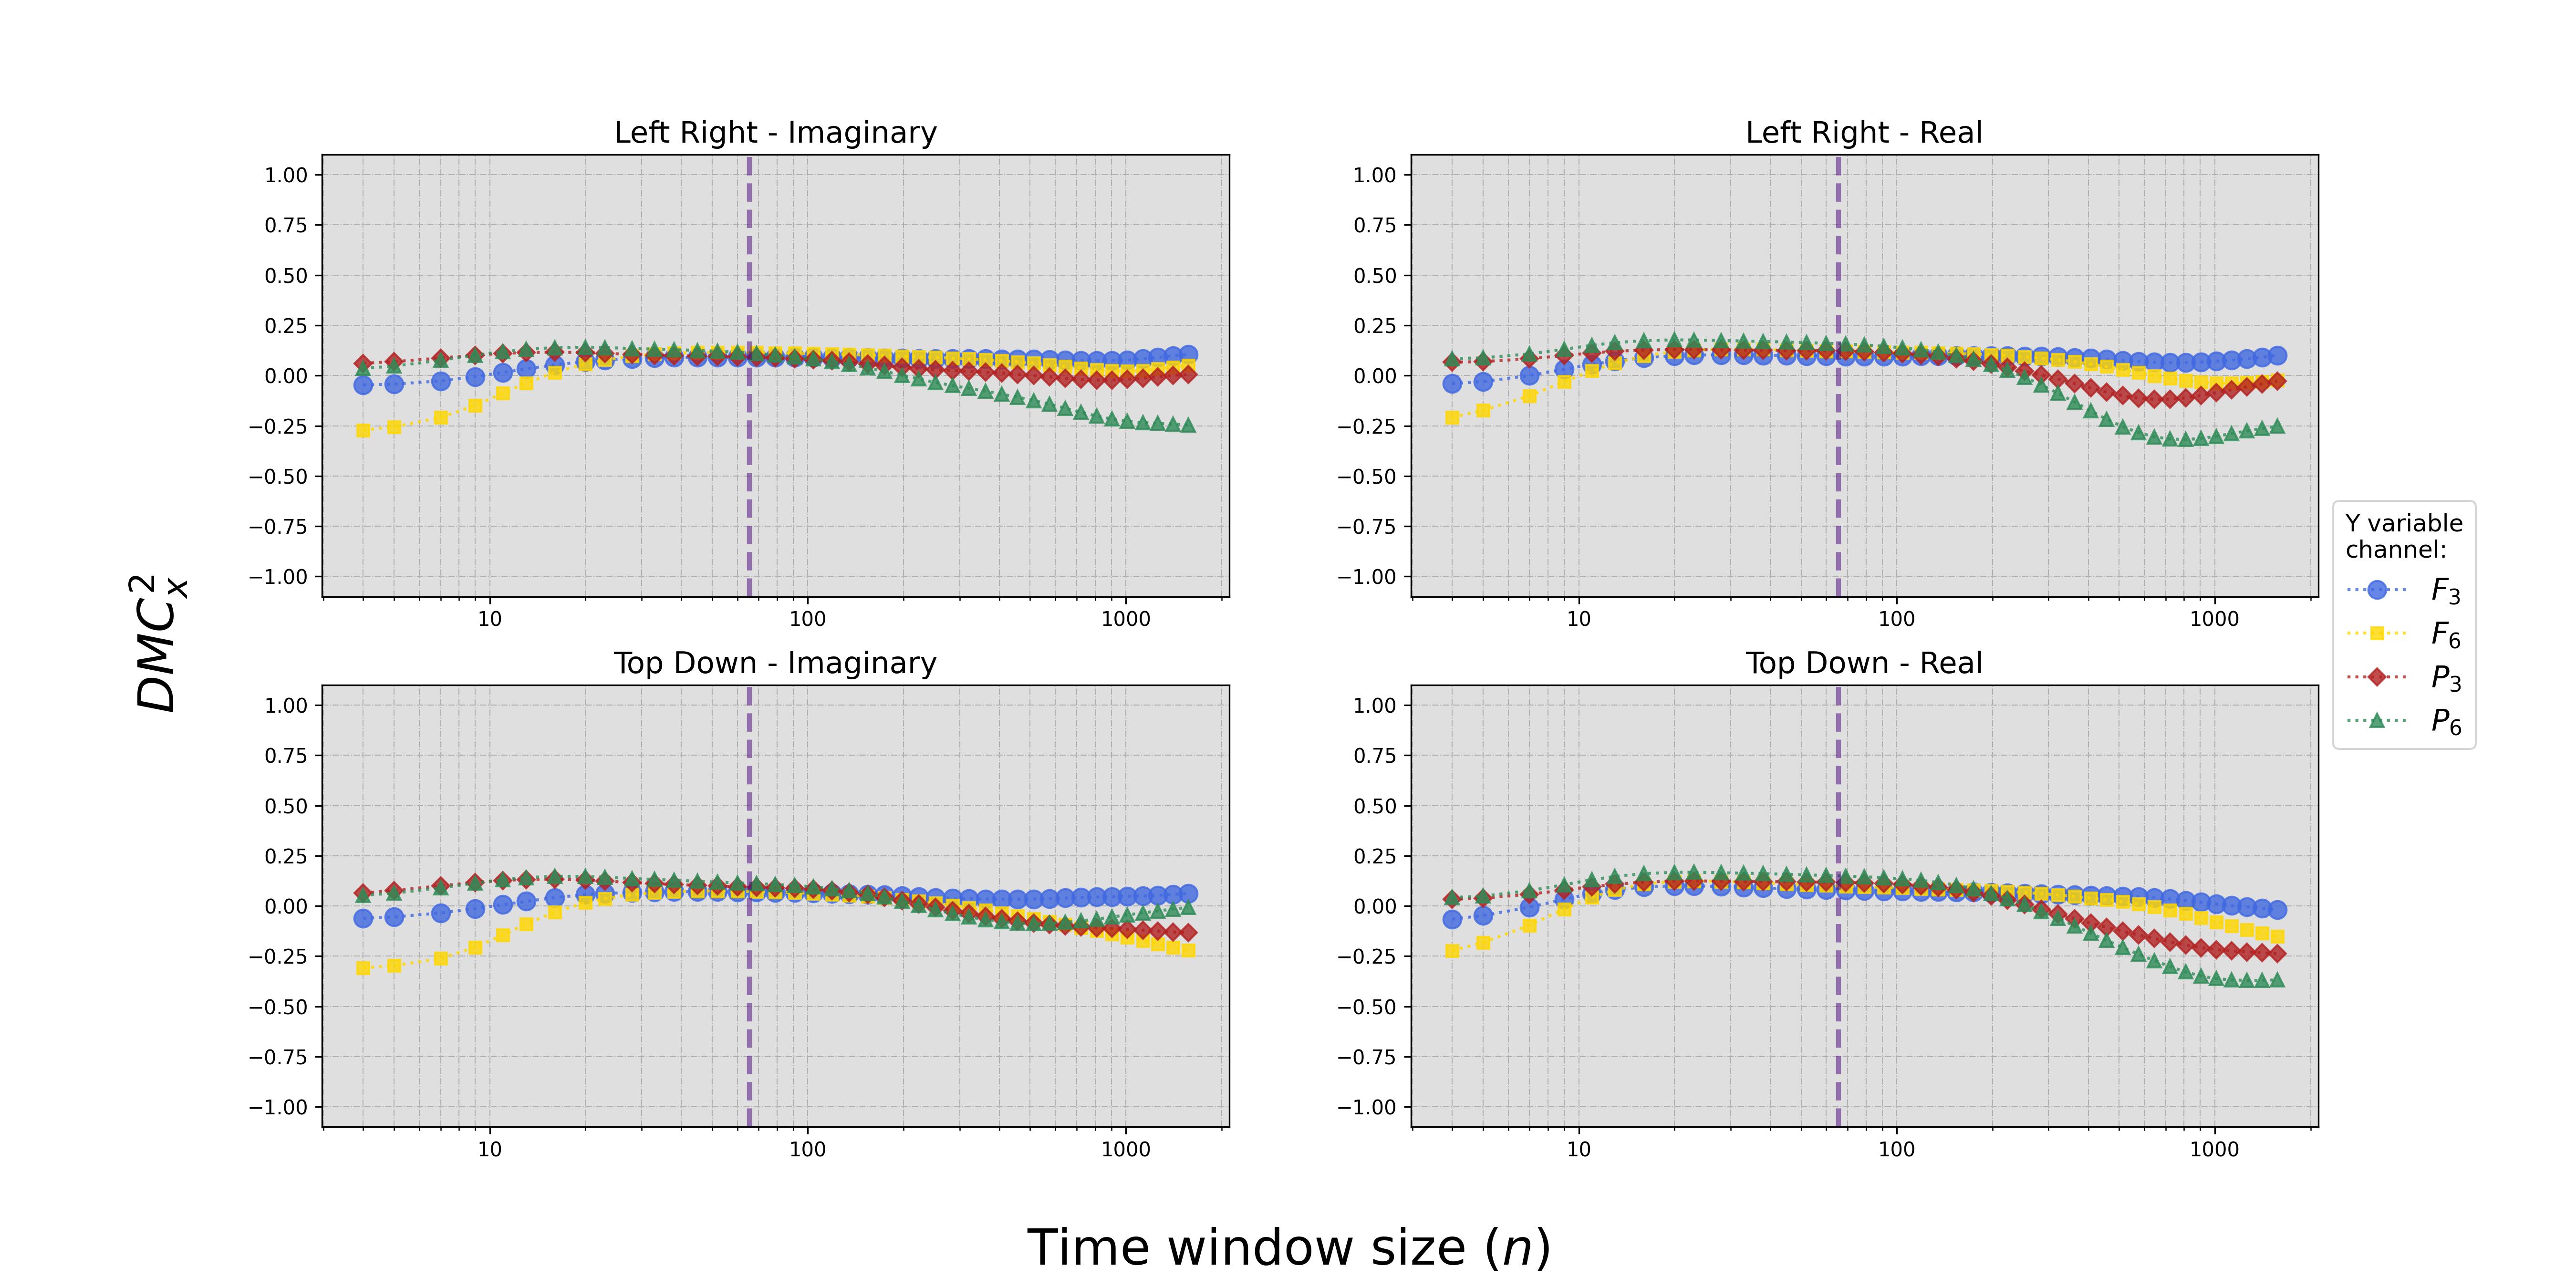 Left Right - Imaginary
1.00
0.75
0.50
0.25
0.00
−0.25
−0.50
−0.75
−1.00
10 100 1000
Left Right - Real
1.00
0.75
0.50
0.25
0.00
−0.25
−0.50
−0.75
−1.00
10 100 1000
Top Down - Imaginary
1.00
0.75
0.50
0.25
0.00
−0.25
−0.50
−0.75
−1.00
10 100 1000
Top Down - Real
1.00
0.75
0.50
0.25
0.00
−0.25
−0.50
−0.75
−1.00
10 100 1000
Y variable
channel:
F₃
F₆
P₃
P₆
DMC²ₓ
Time window size (n)